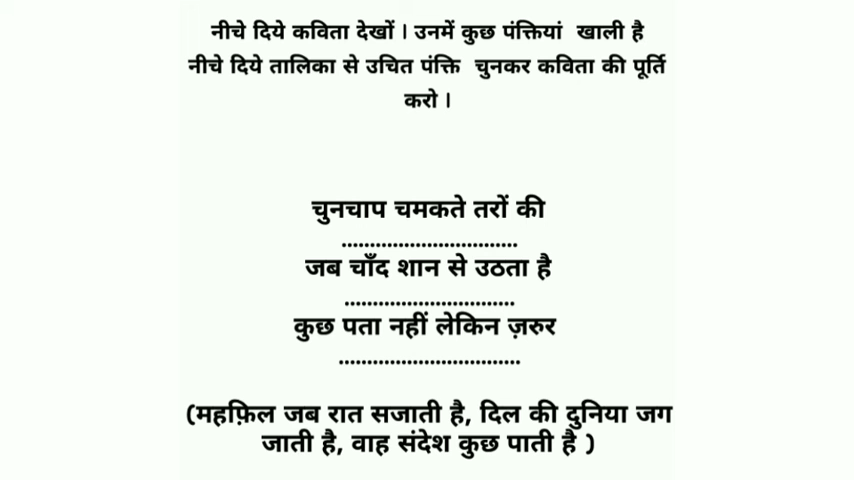 नीचे दिये कविता देखों । उनमें कुछ पंक्तियां खाली है
नीचे दिये तालिका से उचित पंक्ति चुनकर कविता की पूर्ति
करो ।
चुनचाप चमकते तरों की
...............................
जब चाँद शान से उठता है
..............................
कुछ पता नहीं लेकिन ज़रुर
................................
(महफ़िल जब रात सजाती है, दिल की दुनिया जग
जाती है, वाह संदेश कुछ पाती है )